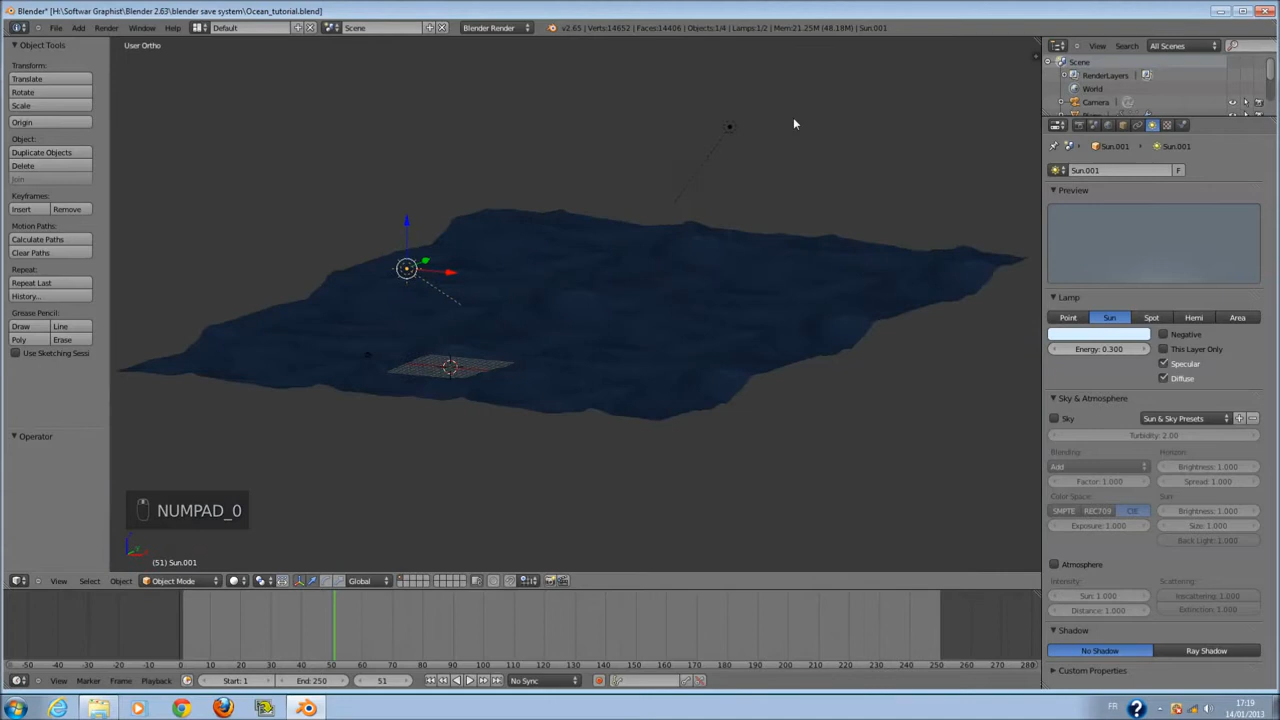 Blender* [H:\Softwar Graphist\Blender 2.63\blender save system\Ocean_tutorial.blend]
File Add Render Window Help Default Scene Blender Render v2.65 | Verts:14652 | Faces:14406 | Objects:1/4 | Lamps:1/2 | Mem:21.25M (48.18M) | Sun.001
Object Tools
Transform:
Translate
Rotate
Scale
Origin
Object:
Duplicate Objects
Delete
Join
Keyframes:
Insert Remove
Motion Paths:
Calculate Paths
Clear Paths
Repeat:
Repeat Last
History...
Grease Pencil:
Draw Line
Poly Erase
Use Sketching Sessi
Operator
User Ortho
NUMPAD_0
(51) Sun.001
View Select Object Object Mode Global
View Search All Scenes
Scene
RenderLayers
World
Camera
Sun.001 Sun.001
Sun.001 F
Preview
Lamp
Point Sun Spot Hemi Area
Negative
Energy: 0.300 This Layer Only
Specular
Diffuse
Sky & Atmosphere
Sky Sun & Sky Presets
Turbidity: 2.00
Blending: Horizon:
Add Brightness: 1.000
Factor: 1.000 Spread: 1.000
Color Space: Sun:
SMPTE REC709 CIE Brightness: 1.000
Exposure: 1.000 Size: 1.000
Back Light: 1.000
Atmosphere
Intensity: Scattering:
Sun: 1.000 Inscattering: 1.000
Distance: 1.000 Extinction: 1.000
Shadow
No Shadow Ray Shadow
Custom Properties
-50 -40 -30 -20 -10 0 10 20 30 40 50 60 70 80 90 100 110 120 130 140 150 160 170 180 190 200 210 220 230 240 250 260 270 280
View Marker Frame Playback Start: 1 End: 250 51 No Sync
FR 17:19
14/01/2013